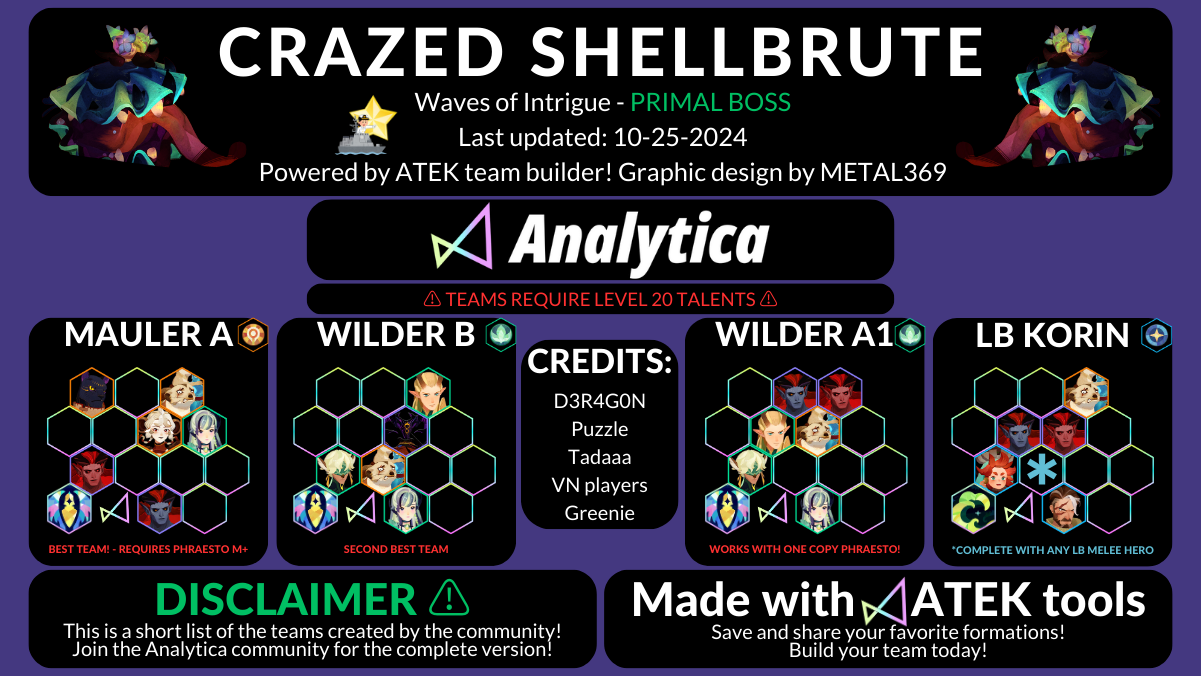 CRAZED SHELLBRUTE
Waves of Intrigue - PRIMAL BOSS
Last updated: 10-25-2024
Powered by ATEK team builder! Graphic design by METAL369
Analytica
TEAMS REQUIRE LEVEL 20 TALENTS
MAULER A
BEST TEAM! - REQUIRES PHRAESTO M+
WILDER B
SECOND BEST TEAM
CREDITS:
D3R4G0N
Puzzle
Tadaaa
VN players
Greenie
WILDER A1
WORKS WITH ONE COPY PHRAESTO!
LB KORIN
*
*COMPLETE WITH ANY LB MELEE HERO
DISCLAIMER
This is a short list of the teams created by the community!
Join the Analytica community for the complete version!
Made with ATEK tools
Save and share your favorite formations!
Build your team today!